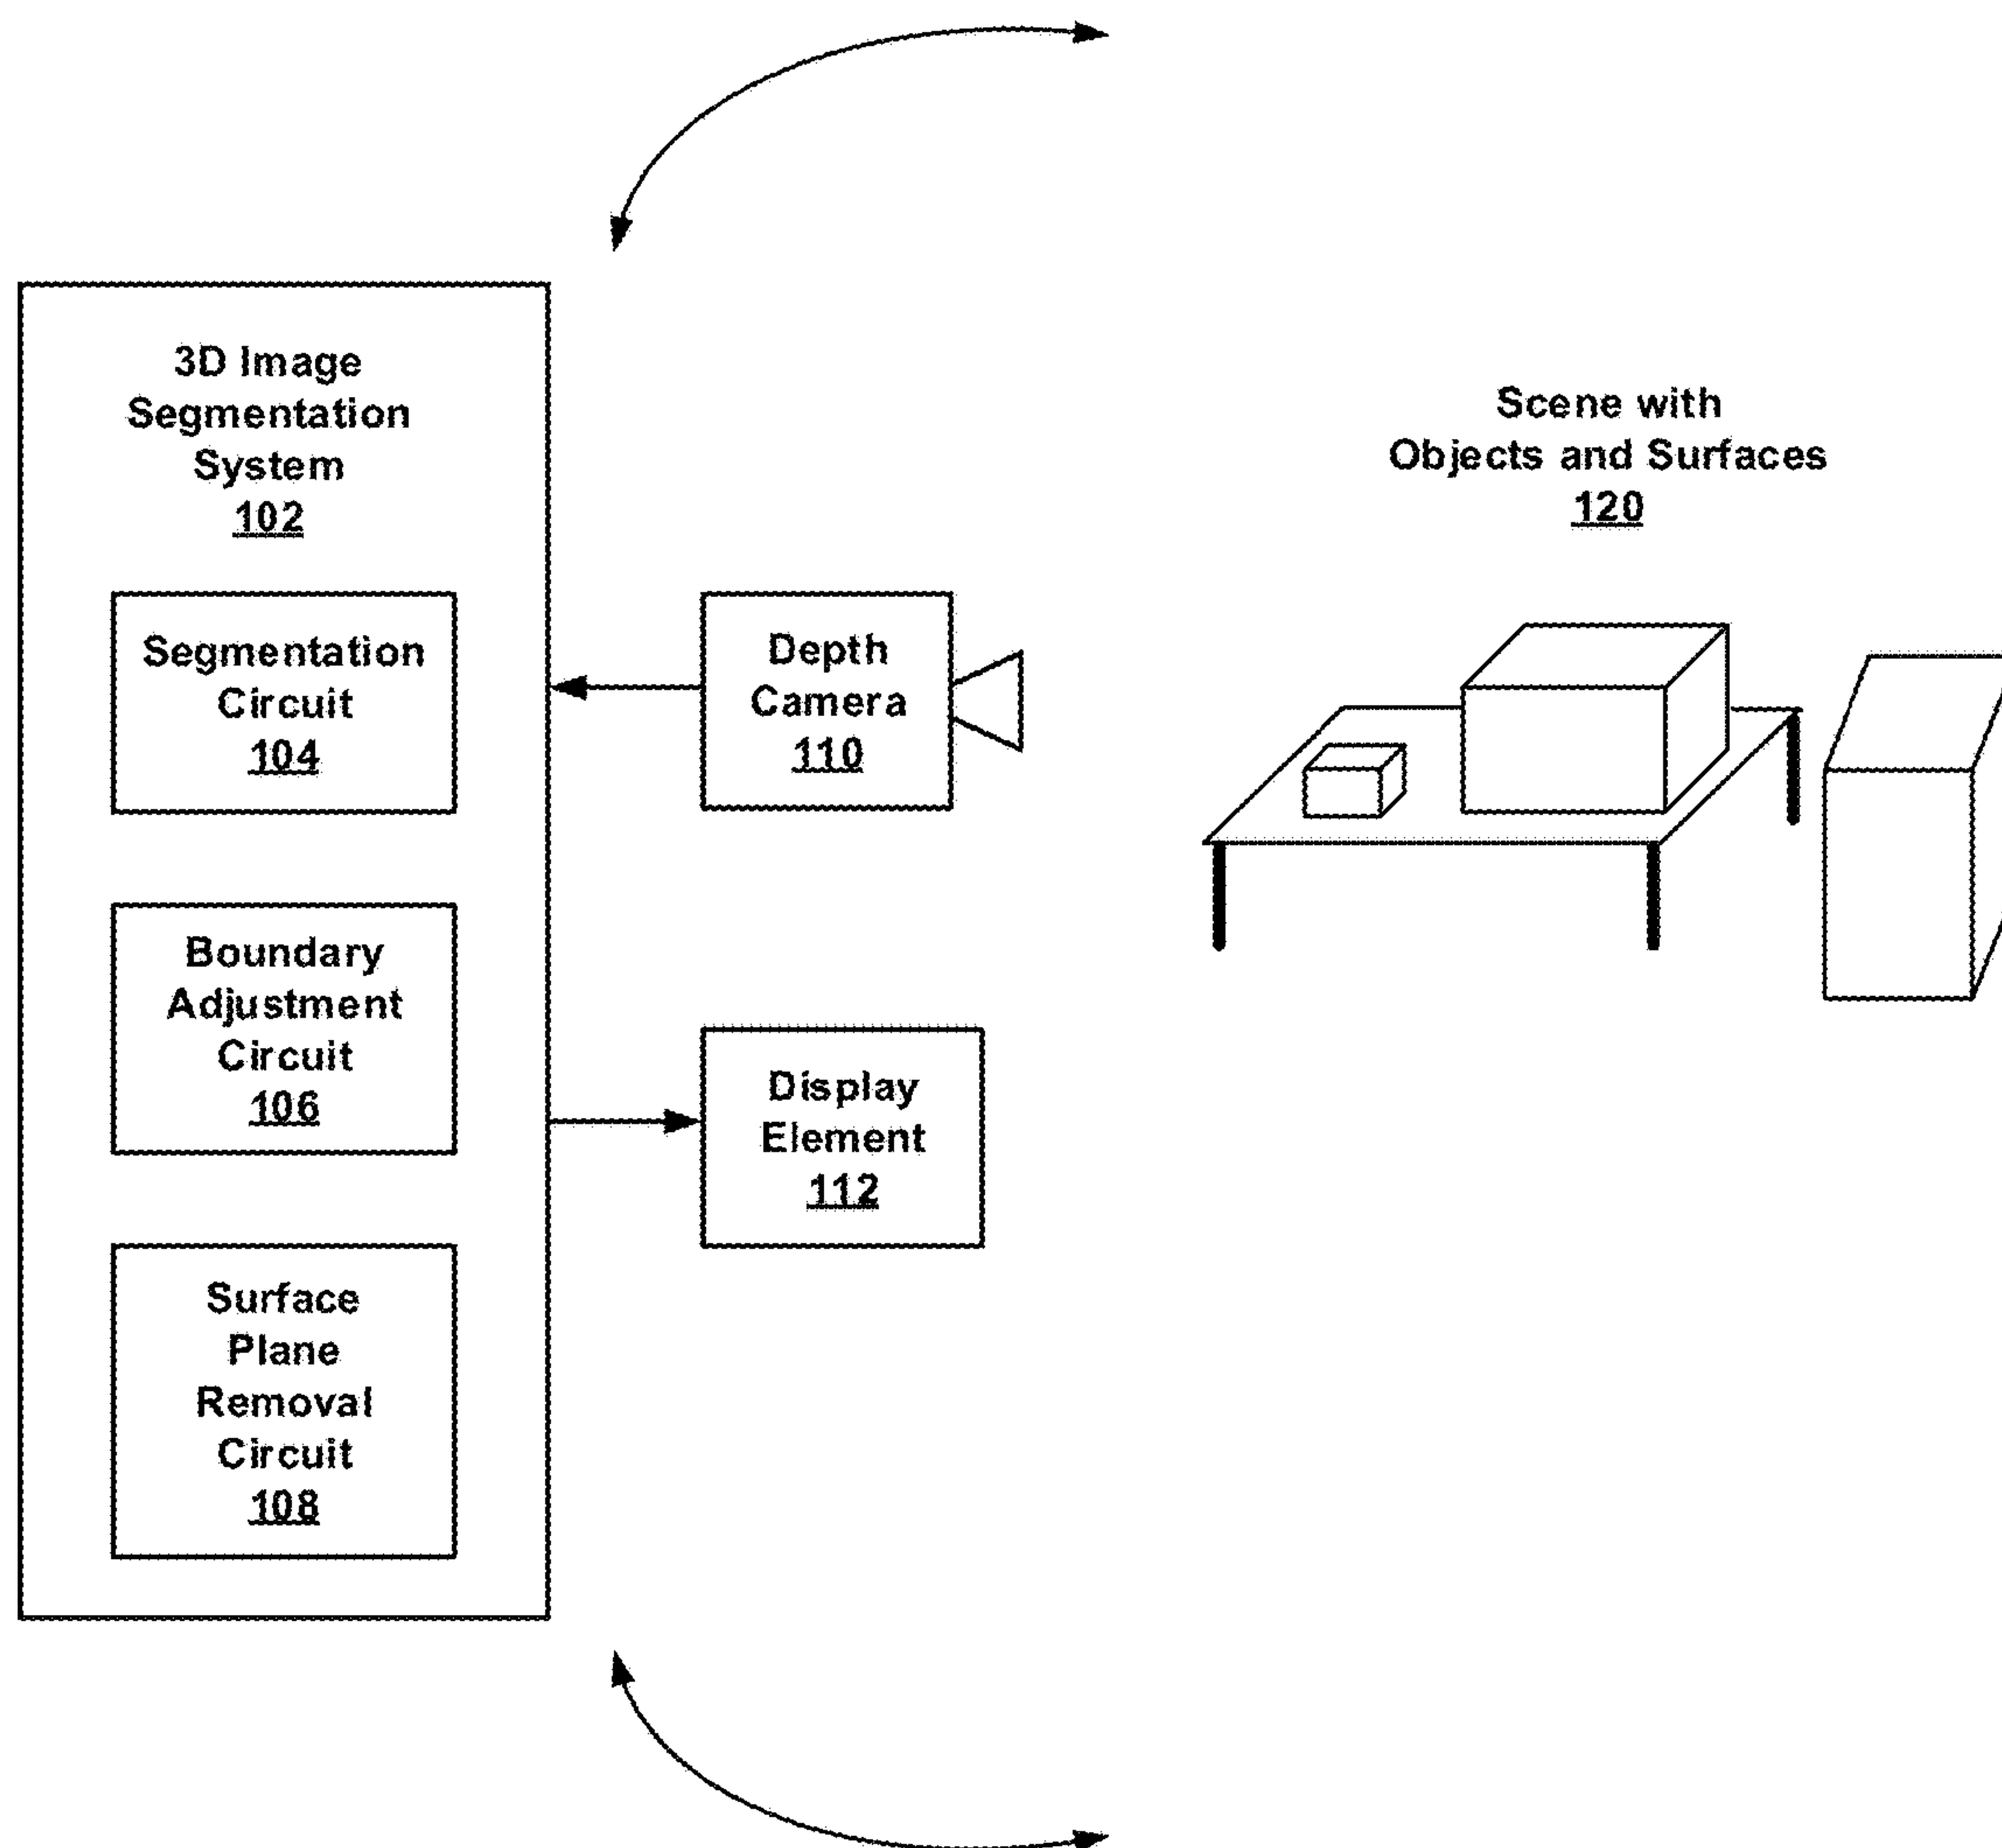 3D Image
Segmentation
System
102
Segmentation
Circuit
104
Boundary
Adjustment
Circuit
106
Surface
Plane
Removal
Circuit
108
Depth
Camera
110
Display
Element
112
Scene with
Objects and Surfaces
120